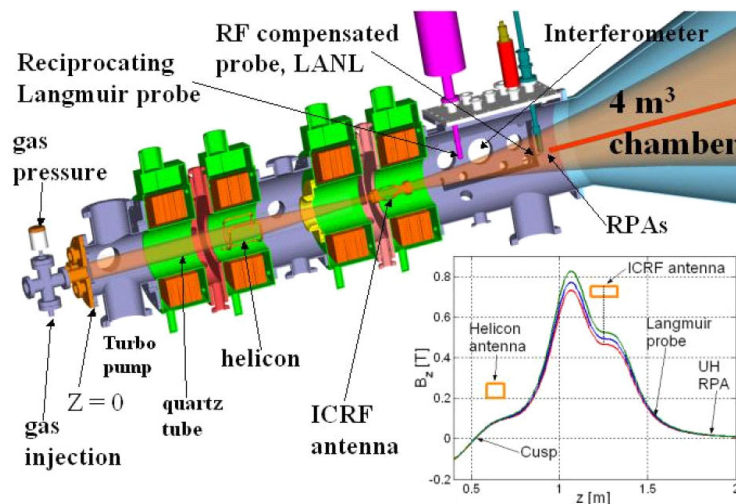 RF compensated
probe, LANL
Interferometer
Reciprocating
Langmuir probe
4 m³
chamber
gas
pressure
RPAs
Turbo
pump
helicon
Z = 0
quartz
tube
ICRF
antenna
gas
injection
0.8
0.6
0.4
0.2
0
-0.2
B_z [T]
ICRF antenna
Helicon
antenna
Langmuir
probe
UH
RPA
Cusp
0.5
1
1.5
2
z [m]